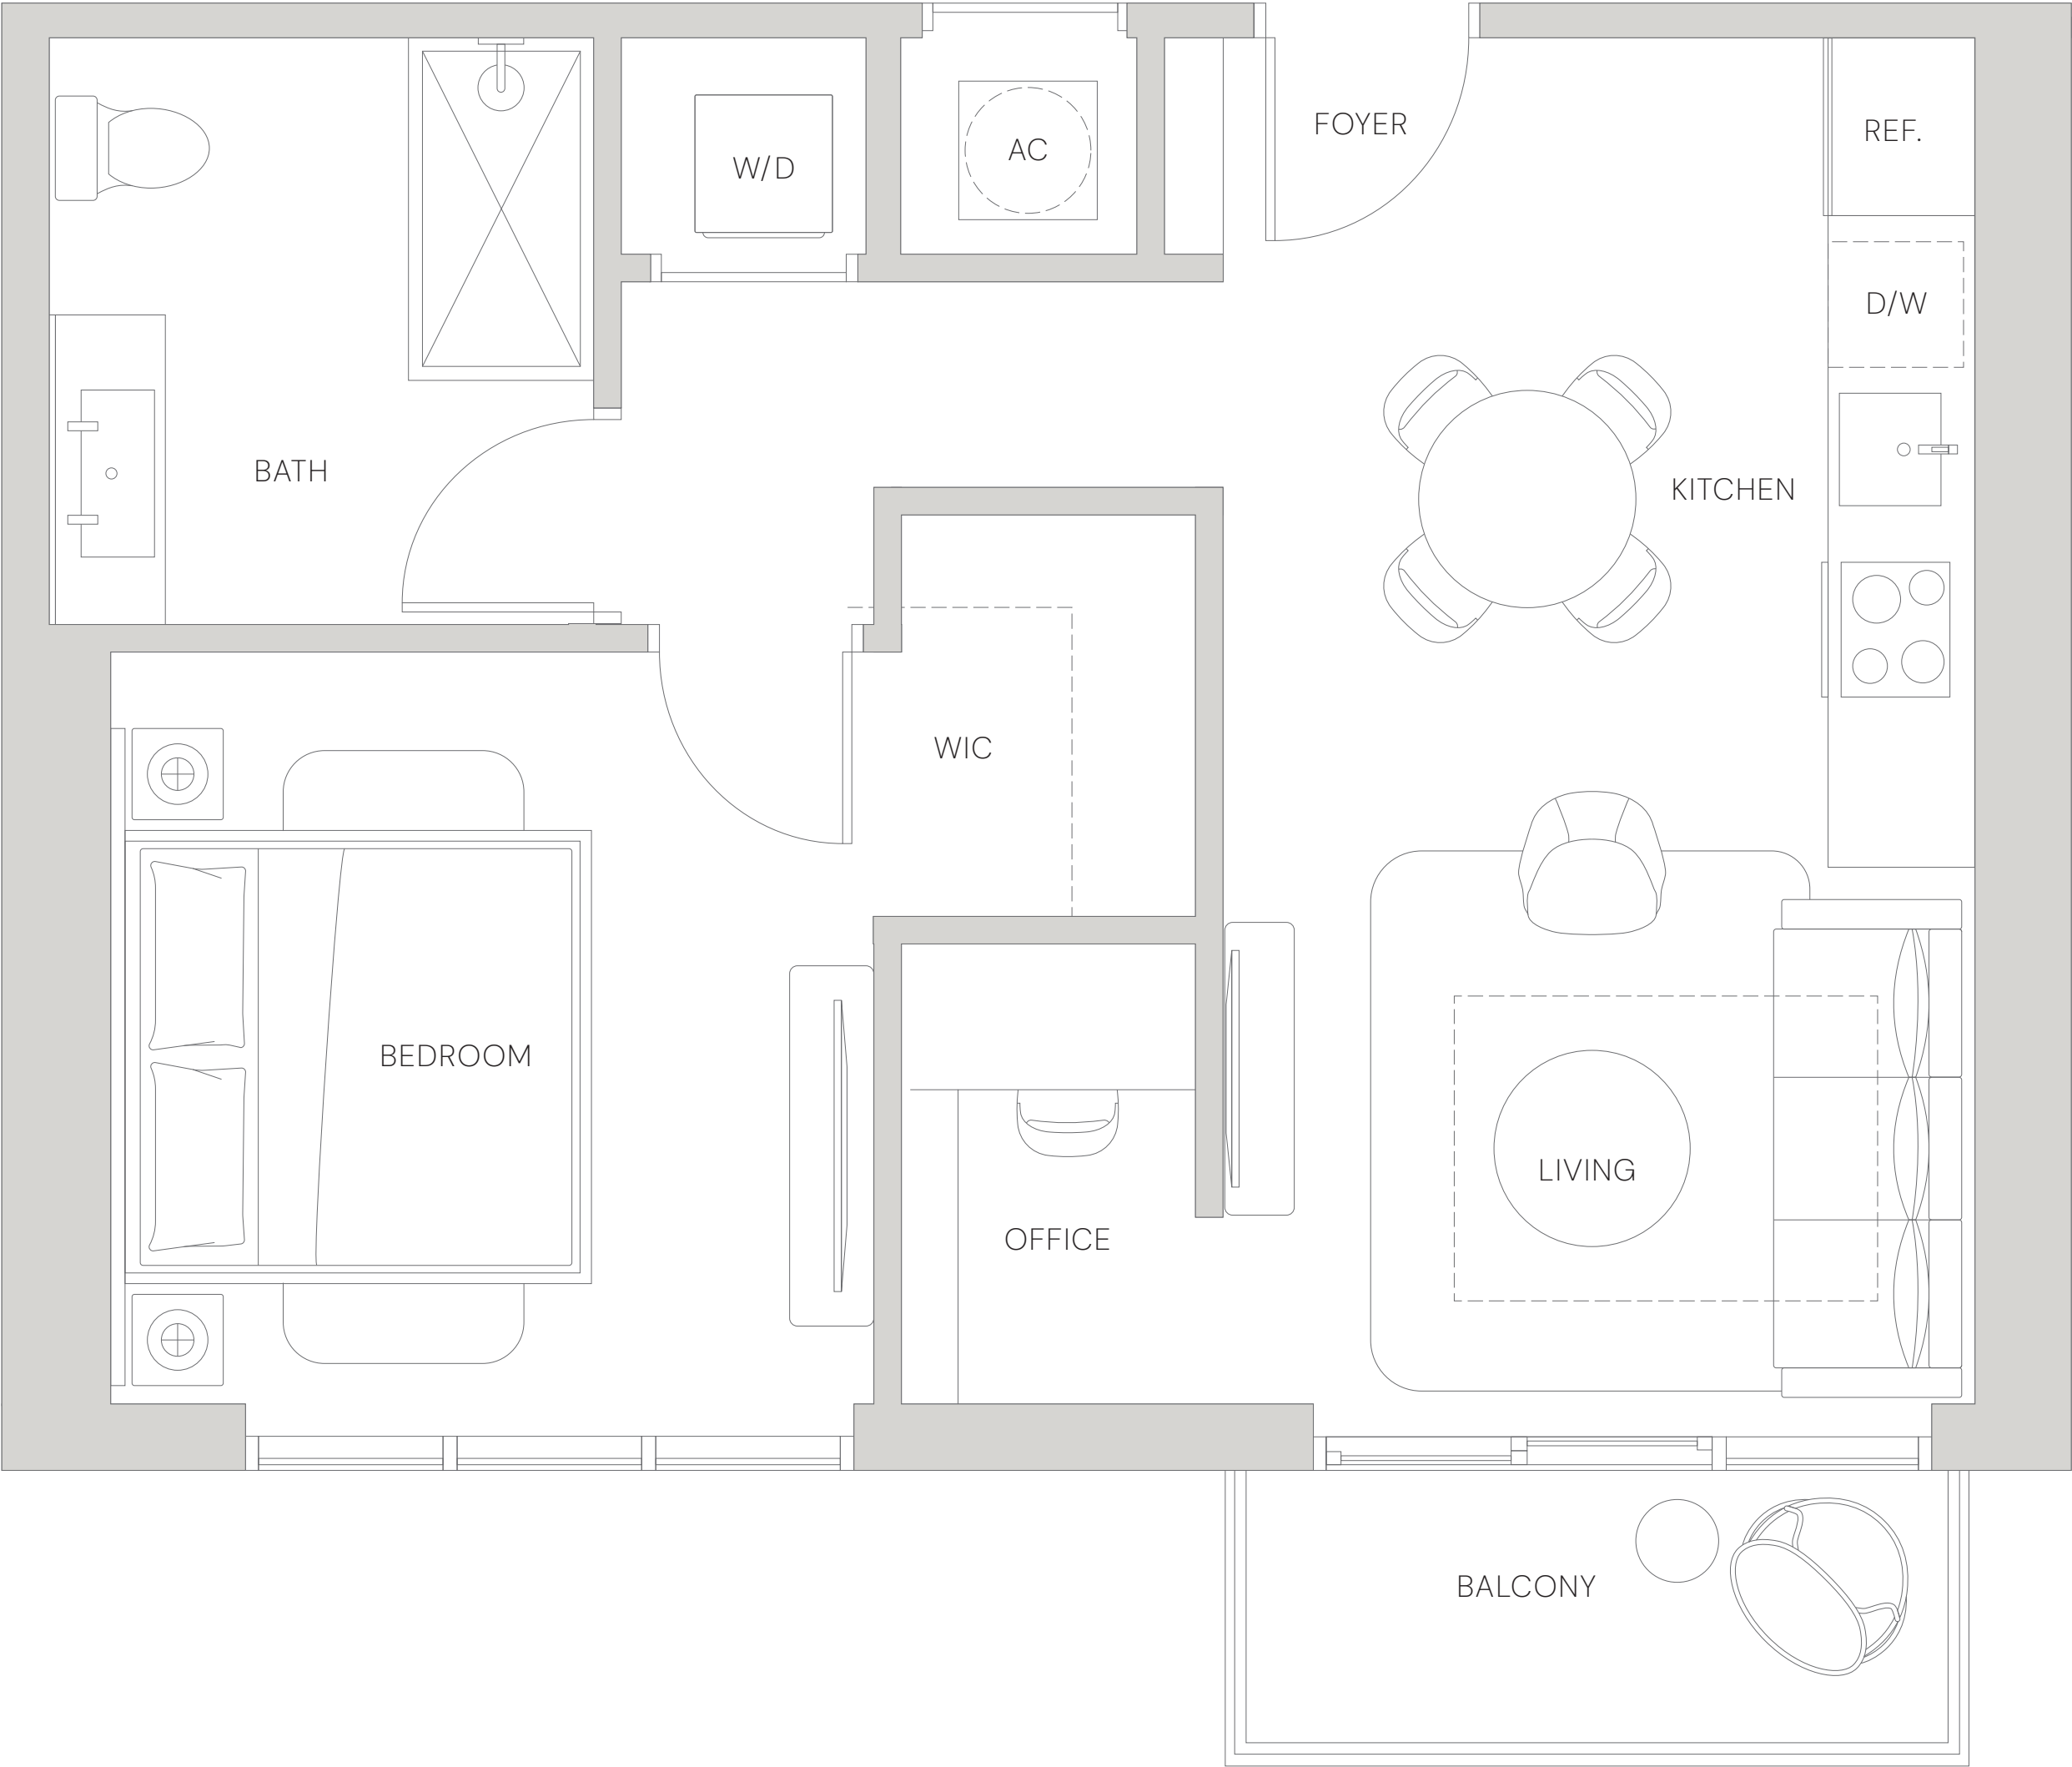 FOYER
REF.
AC
W/D
D/W
BATH
KITCHEN
WIC
BEDROOM
LIVING
OFFICE
BALCONY